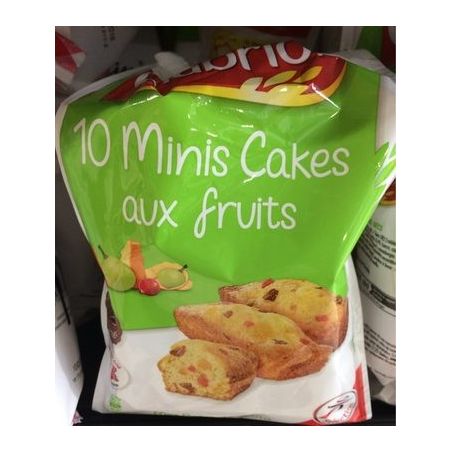 10 Minis Cakes
aux fruits